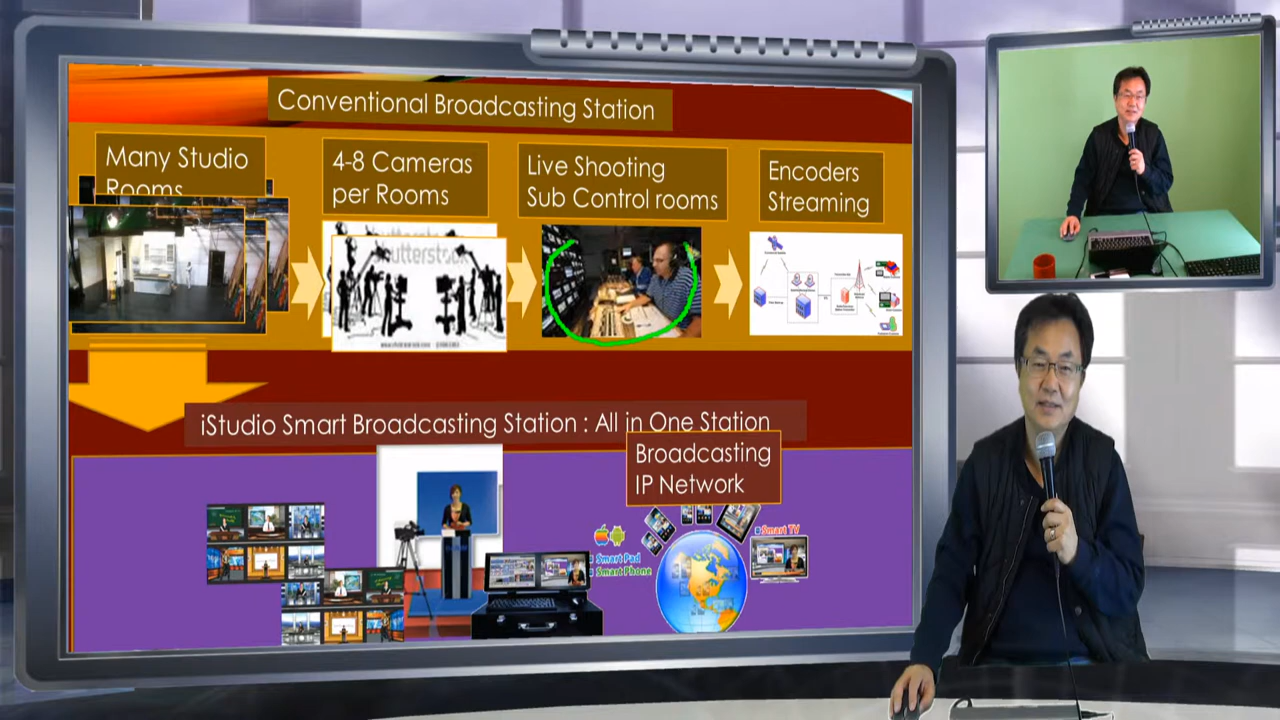 Conventional Broadcasting Station
Many Studio
Rooms
4-8 Cameras
per Rooms
Live Shooting
Sub Control rooms
Encoders
Streaming
shutterstock
iStudio Smart Broadcasting Station : All in One Station
Broadcasting
IP Network
Smart TV
Smart Pad
Smart Phone